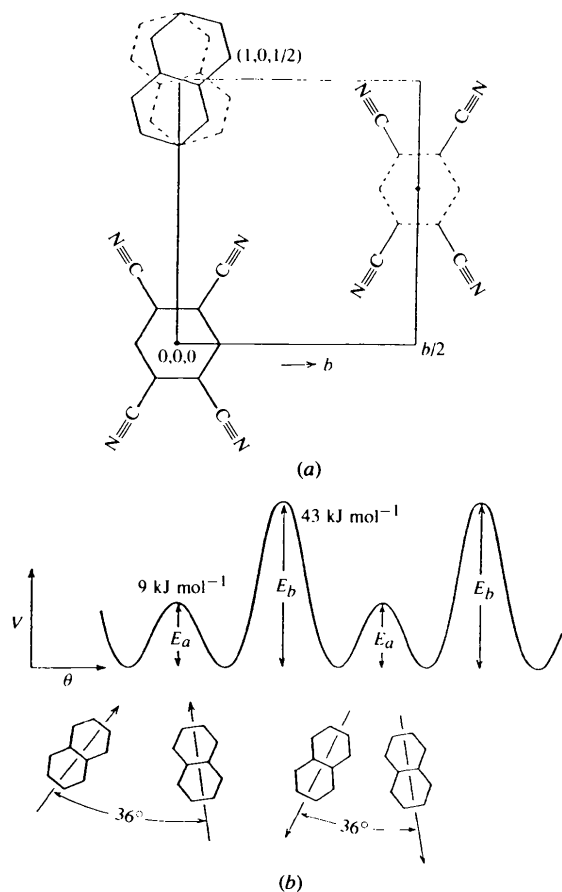 (1,0,1/2)
N≡C C≡N
N≡C C≡N
N≡C C≡N
0,0,0
b/2
b
N≡C C≡N
(a)
43 kJ mol⁻¹
9 kJ mol⁻¹
V
E_a
E_b
E_a
E_b
θ
36°
36°
(b)